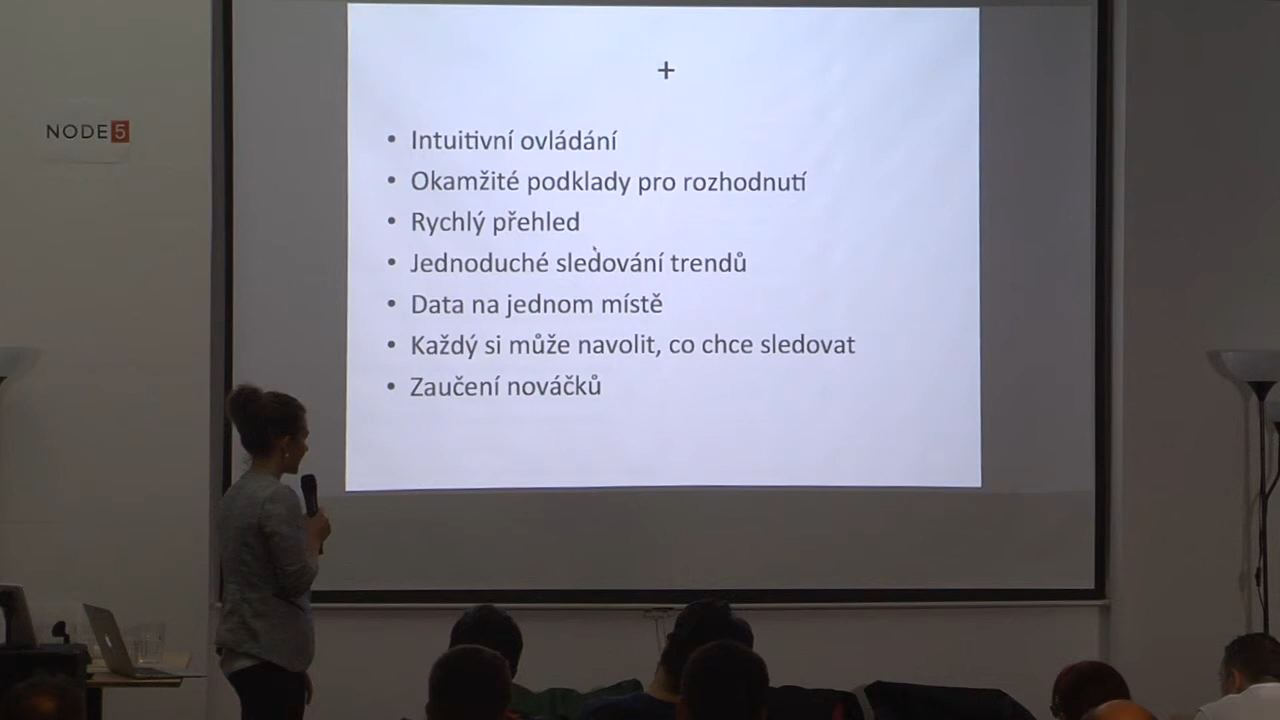 +
NODE5
• Intuitivní ovládání
• Okamžité podklady pro rozhodnutí
• Rychlý přehled
• Jednoduché sledování trendů
• Data na jednom místě
• Každý si může navolit, co chce sledovat
• Zaučení nováčků